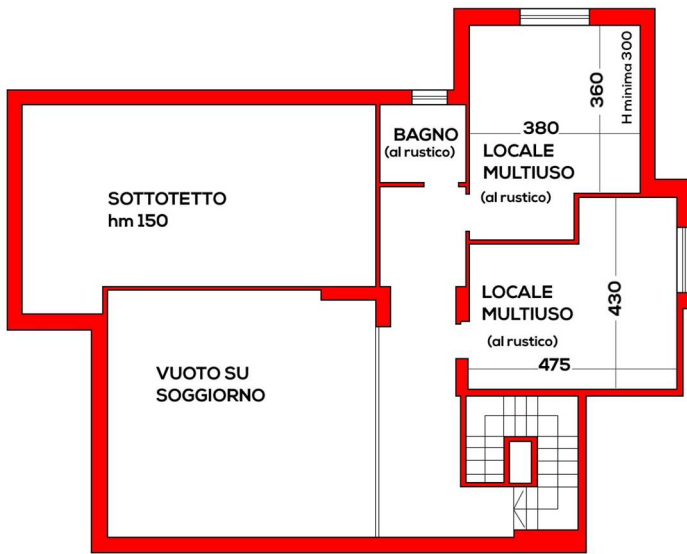 H minima 300
360
380
BAGNO
(al rustico)
LOCALE
MULTIUSO
(al rustico)
SOTTOTETTO
hm 150
LOCALE
MULTIUSO
(al rustico)
430
475
VUOTO SU
SOGGIORNO